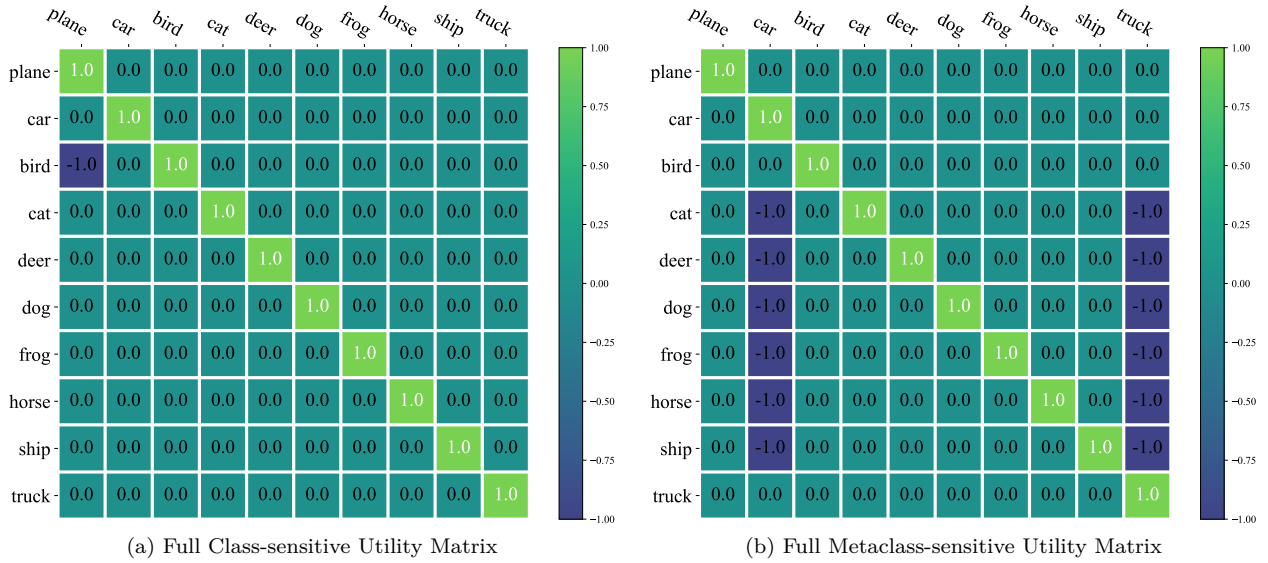 plane car bird cat deer dog frog horse ship truck
plane 1.0 0.0 0.0 0.0 0.0 0.0 0.0 0.0 0.0 0.0
car 0.0 1.0 0.0 0.0 0.0 0.0 0.0 0.0 0.0 0.0
bird -1.0 0.0 1.0 0.0 0.0 0.0 0.0 0.0 0.0 0.0
cat 0.0 0.0 0.0 1.0 0.0 0.0 0.0 0.0 0.0 0.0
deer 0.0 0.0 0.0 0.0 1.0 0.0 0.0 0.0 0.0 0.0
dog 0.0 0.0 0.0 0.0 0.0 1.0 0.0 0.0 0.0 0.0
frog 0.0 0.0 0.0 0.0 0.0 0.0 1.0 0.0 0.0 0.0
horse 0.0 0.0 0.0 0.0 0.0 0.0 0.0 1.0 0.0 0.0
ship 0.0 0.0 0.0 0.0 0.0 0.0 0.0 0.0 1.0 0.0
truck 0.0 0.0 0.0 0.0 0.0 0.0 0.0 0.0 0.0 1.0
1.00
0.75
0.50
0.25
0.00
−0.25
−0.50
−0.75
−1.00
(a) Full Class-sensitive Utility Matrix
plane car bird cat deer dog frog horse ship truck
plane 1.0 0.0 0.0 0.0 0.0 0.0 0.0 0.0 0.0 0.0
car 0.0 1.0 0.0 0.0 0.0 0.0 0.0 0.0 0.0 0.0
bird 0.0 0.0 1.0 0.0 0.0 0.0 0.0 0.0 0.0 0.0
cat 0.0 -1.0 0.0 1.0 0.0 0.0 0.0 0.0 0.0 -1.0
deer 0.0 -1.0 0.0 0.0 1.0 0.0 0.0 0.0 0.0 -1.0
dog 0.0 -1.0 0.0 0.0 0.0 1.0 0.0 0.0 0.0 -1.0
frog 0.0 -1.0 0.0 0.0 0.0 0.0 1.0 0.0 0.0 -1.0
horse 0.0 -1.0 0.0 0.0 0.0 0.0 0.0 1.0 0.0 -1.0
ship 0.0 -1.0 0.0 0.0 0.0 0.0 0.0 0.0 1.0 -1.0
truck 0.0 0.0 0.0 0.0 0.0 0.0 0.0 0.0 0.0 1.0
1.00
0.75
0.50
0.25
0.00
−0.25
−0.50
−0.75
−1.00
(b) Full Metaclass-sensitive Utility Matrix